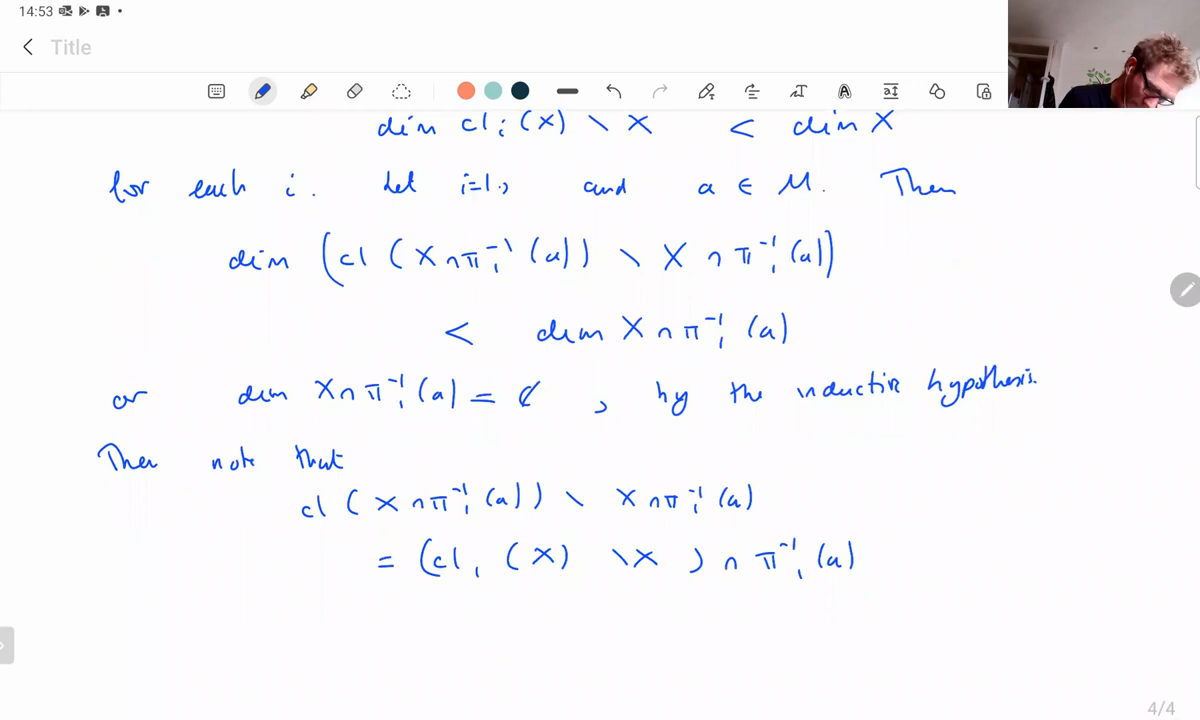 14:53
Title
dim cl_i (X) \ X < dim X
for each i. Let i=1, and a ∈ M. Then
dim (cl (X ∩ π_1^{-1} (a)) \ X ∩ π_1^{-1} (a))
< dim X ∩ π_1^{-1} (a)
or dim X ∩ π_1^{-1} (a) = , by the inductive hypothesis.
Then note that
cl (X ∩ π_1^{-1} (a)) \ X ∩ π_1^{-1} (a)
= (cl_1 (X) \ X) ∩ π_1^{-1} (a)
4/4